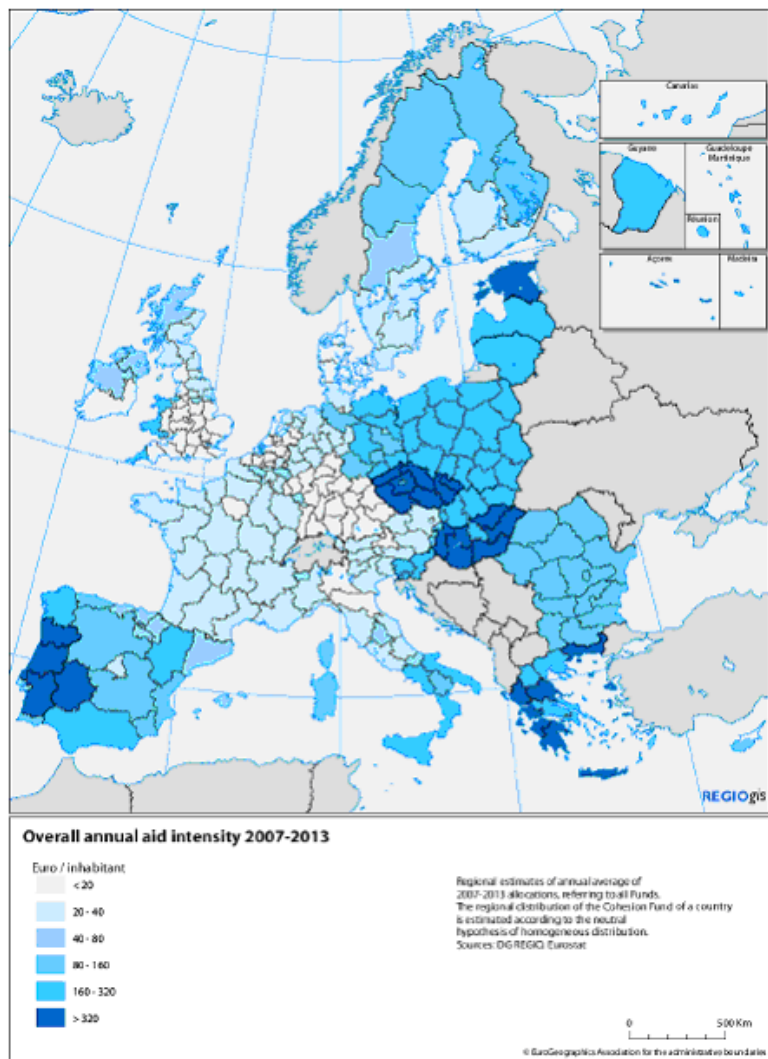 Canarias
Guyane
Guadeloupe
Martinique
Réunion
Açores
Madeira
REGIOgis
Overall annual aid intensity 2007-2013
Euro / inhabitant
< 20
20 - 40
40 - 80
80 - 160
160 - 320
> 320
Regional estimates of annual average of
2007-2013 allocations, referring to all Funds.
The regional distribution of the Cohesion Fund of a country
is estimated according to the neutral
hypothesis of homogeneous distribution.
Sources: DG REGIO, Eurostat
0 500 Km
© EuroGeographics Association for the administrative boundaries